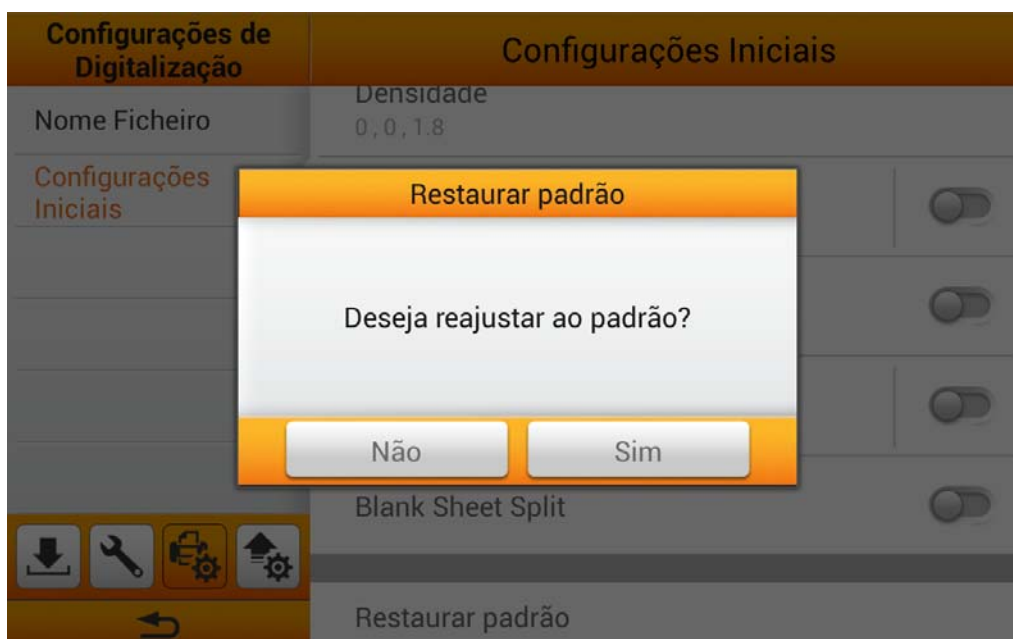 Configurações de
Digitalização
Configurações Iniciais
Nome Ficheiro
Configurações
Iniciais
Densidade
0 , 0 , 1.8
Restaurar padrão
Deseja reajustar ao padrão?
Não
Sim
Blank Sheet Split
Restaurar padrão